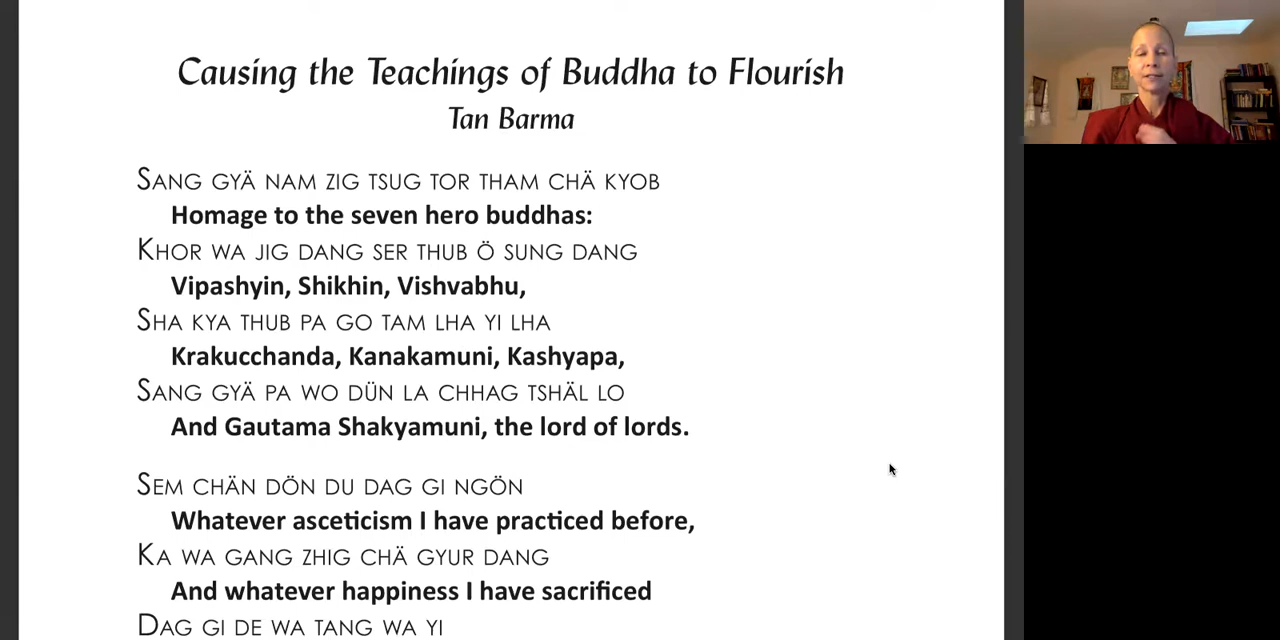 Causing the Teachings of Buddha to Flourish
Tan Barma
SANG GYÄ NAM ZIG TSUG TOR THAM CHÄ KYOB
Homage to the seven hero buddhas:
KHOR WA JIG DANG SER THUB Ö SUNG DANG
Vipashyin, Shikhin, Vishvabhu,
SHA KYA THUB PA GO TAM LHA YI LHA
Krakucchanda, Kanakamuni, Kashyapa,
SANG GYÄ PA WO DÜN LA CHHAG TSHÄL LO
And Gautama Shakyamuni, the lord of lords.
SEM CHÄN DÖN DU DAG GI NGÖN
Whatever asceticism I have practiced before,
KA WA GANG ZHIG CHÄ GYUR DANG
And whatever happiness I have sacrificed
DAG GI DE WA TANG WA YI